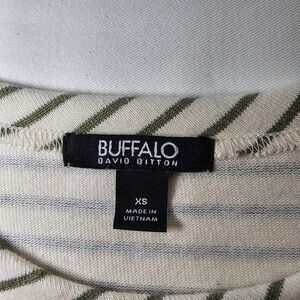 BUFFALO
DAVID BITTON
XS
MADE IN
VIETNAM